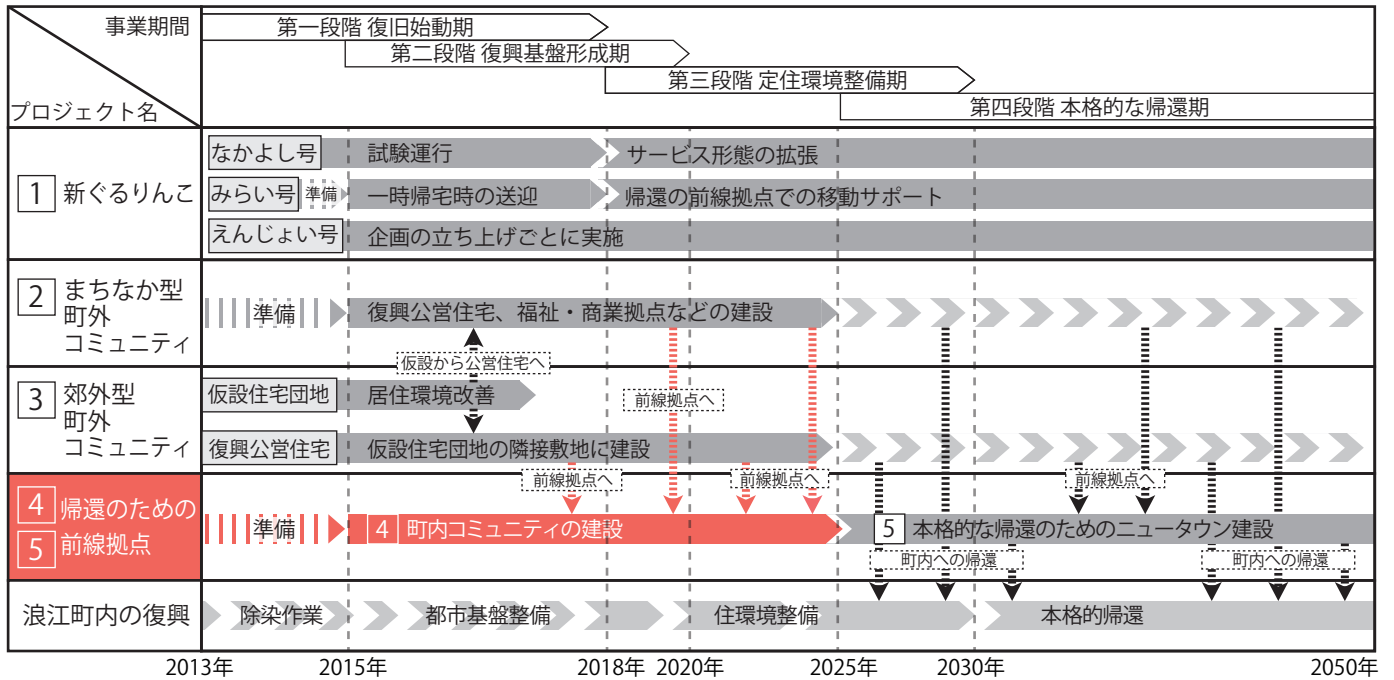 事業期間
プロジェクト名
第一段階 復旧始動期
第二段階 復興基盤形成期
第三段階 定住環境整備期
第四段階 本格的な帰還期
1 新ぐるりんこ
なかよし号 試験運行 サービス形態の拡張
みらい号 準備 一時帰宅時の送迎 帰還の前線拠点での移動サポート
えんじょい号 企画の立ち上げごとに実施
2 まちなか型
町外
コミュニティ
準備 復興公営住宅、福祉・商業拠点などの建設
仮設から公営住宅へ
3 郊外型
町外
コミュニティ
仮設住宅団地 居住環境改善
前線拠点へ
復興公営住宅 仮設住宅団地の隣接敷地に建設
前線拠点へ 前線拠点へ 前線拠点へ
4 帰還のための
5 前線拠点
準備 4 町内コミュニティの建設 5 本格的な帰還のためのニュータウン建設
町内への帰還 町内への帰還
浪江町内の復興 除染作業 都市基盤整備 住環境整備 本格的帰還
2013年 2015年 2018年 2020年 2025年 2030年 2050年